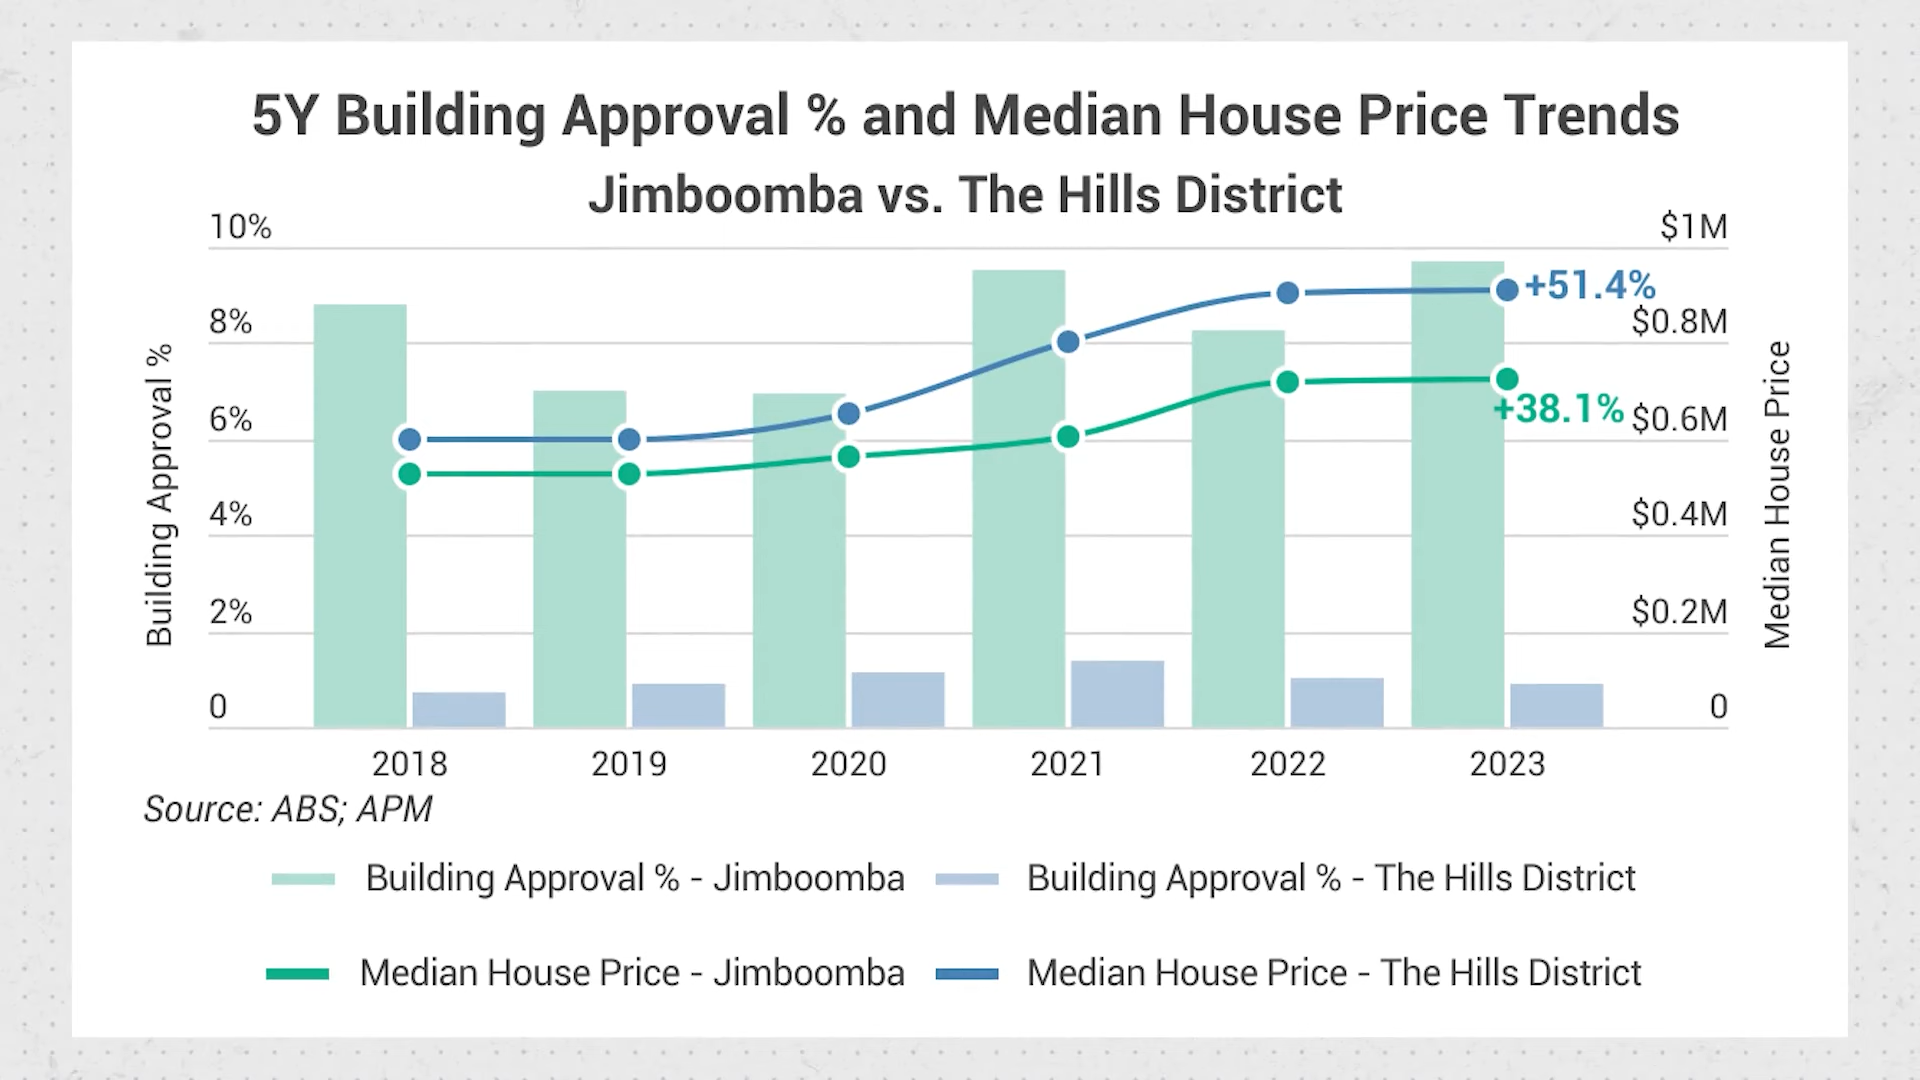 5Y Building Approval % and Median House Price Trends
Jimboomba vs. The Hills District
10%
8%
6%
4%
2%
0
Building Approval %
$1M
$0.8M
$0.6M
$0.4M
$0.2M
0
Median House Price
+51.4%
+38.1%
2018 2019 2020 2021 2022 2023
Source: ABS; APM
Building Approval % - Jimboomba
Building Approval % - The Hills District
Median House Price - Jimboomba
Median House Price - The Hills District